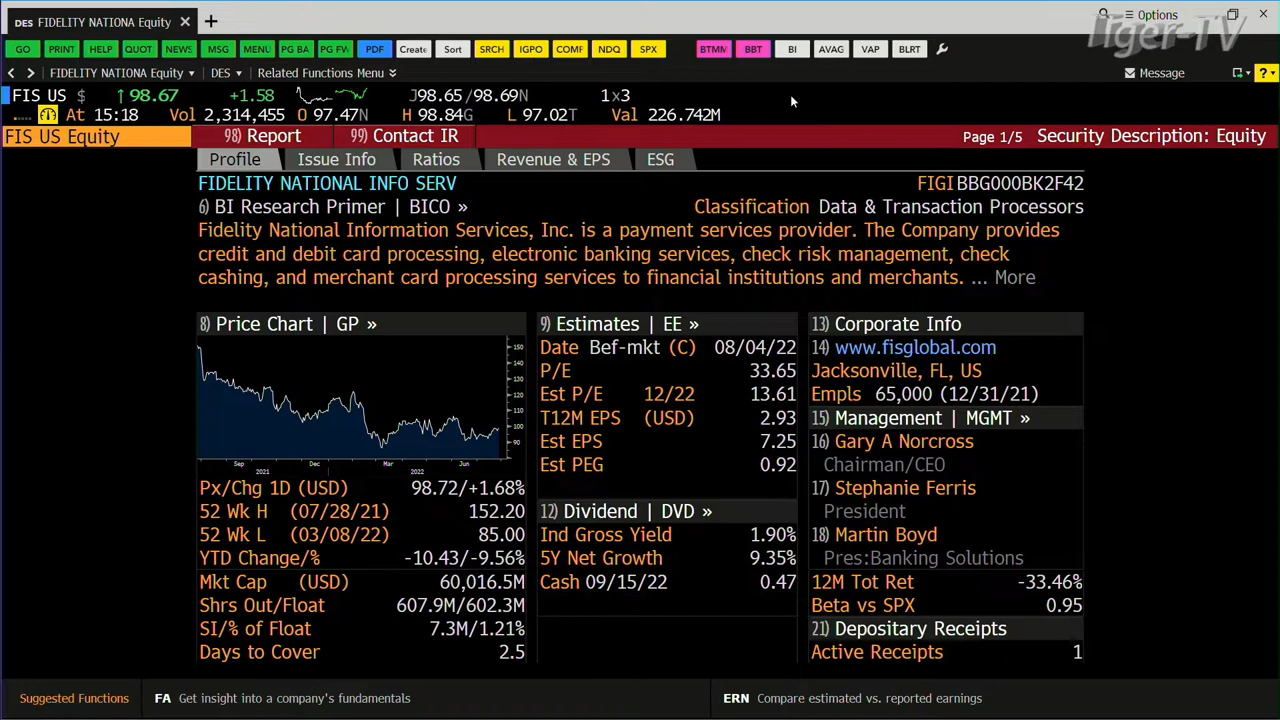 DES FIDELITY NATIONA Equity × +
Options
Tiger-TV
GO PRINT HELP QUOT NEWS MSG MENU PG BA PG FW PDF Create Sort SRCH IGPO COMF NDQ SPX BTMM BBT BI AVAG VAP BLRT
< > FIDELITY NATIONA Equity DES Related Functions Menu Message ?
FIS US $ ↑ 98.67 +1.58 J98.65/98.69N 1x3
At 15:18 Vol 2,314,455 O 97.47N H 98.84G L 97.02T Val 226.742M
FIS US Equity 98) Report 99) Contact IR Page 1/5 Security Description: Equity
Profile Issue Info Ratios Revenue & EPS ESG
FIDELITY NATIONAL INFO SERV FIGI BBG000BK2F42
6) BI Research Primer | BICO » Classification Data & Transaction Processors
Fidelity National Information Services, Inc. is a payment services provider. The Company provides
credit and debit card processing, electronic banking services, check risk management, check
cashing, and merchant card processing services to financial institutions and merchants. ... More
8) Price Chart | GP »
150
140
130
120
110
100
90
Sep Dec Mar Jun
2021 2022
Px/Chg 1D (USD) 98.72/+1.68%
52 Wk H (07/28/21) 152.20
52 Wk L (03/08/22) 85.00
YTD Change/% -10.43/-9.56%
Mkt Cap (USD) 60,016.5M
Shrs Out/Float 607.9M/602.3M
SI/% of Float 7.3M/1.21%
Days to Cover 2.5
9) Estimates | EE »
Date Bef-mkt (C) 08/04/22
P/E 33.65
Est P/E 12/22 13.61
T12M EPS (USD) 2.93
Est EPS 7.25
Est PEG 0.92
12) Dividend | DVD »
Ind Gross Yield 1.90%
5Y Net Growth 9.35%
Cash 09/15/22 0.47
13) Corporate Info
14) www.fisglobal.com
Jacksonville, FL, US
Empls 65,000 (12/31/21)
15) Management | MGMT »
16) Gary A Norcross
Chairman/CEO
17) Stephanie Ferris
President
18) Martin Boyd
Pres:Banking Solutions
12M Tot Ret -33.46%
Beta vs SPX 0.95
21) Depositary Receipts
Active Receipts 1
Suggested Functions FA Get insight into a company's fundamentals ERN Compare estimated vs. reported earnings